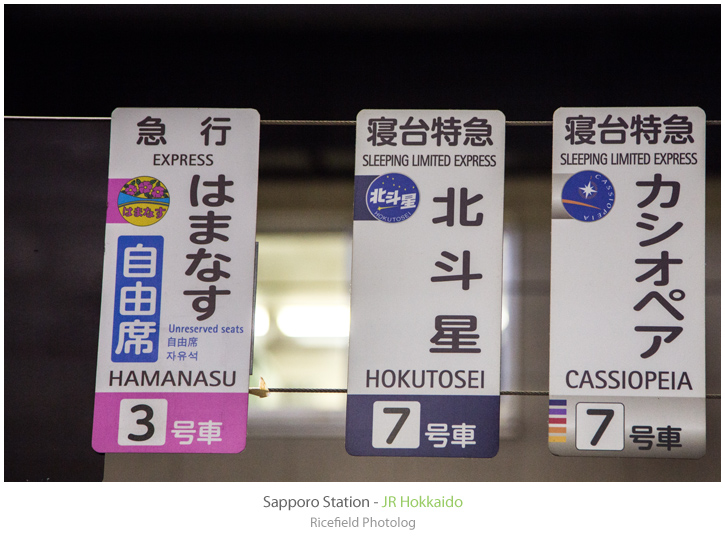 急 行
EXPRESS
はまなす
はまなす
自由席
Unreserved seats
自由席
자유석
HAMANASU
3号車
寝台特急
SLEEPING LIMITED EXPRESS
北斗星
HOKUTOSEI
北斗星
HOKUTOSEI
7号車
寝台特急
SLEEPING LIMITED EXPRESS
CASSIOPEIA
カシオペア
CASSIOPEIA
7号車
Sapporo Station - JR Hokkaido
Ricefield Photolog